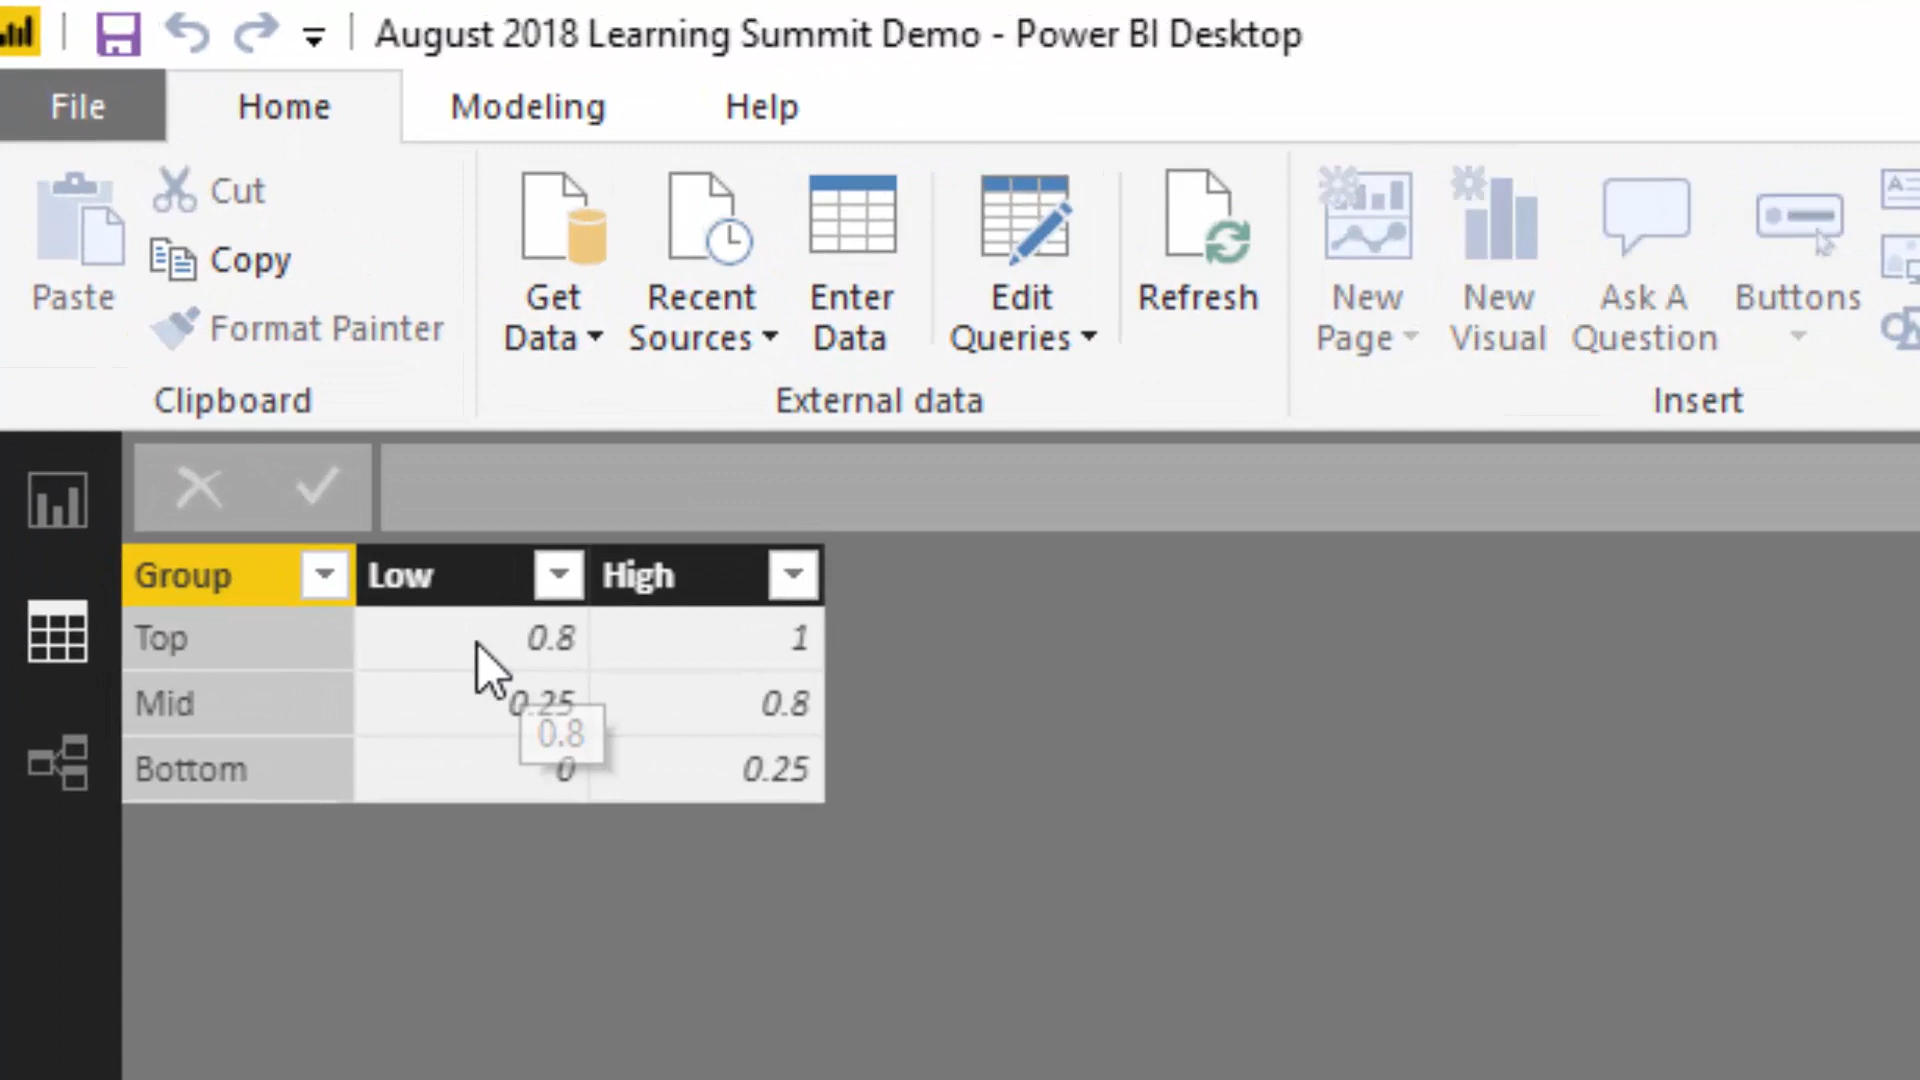 August 2018 Learning Summit Demo - Power BI Desktop
File Home Modeling Help
Cut
Copy
Format Painter
Paste
Clipboard
Get Data
Recent Sources
Enter Data
Edit Queries
Refresh
External data
New Page
New Visual
Ask A Question
Buttons
Insert
Group Low High
Top 0.8 1
Mid 0.25 0.8
0.8
Bottom 0 0.25